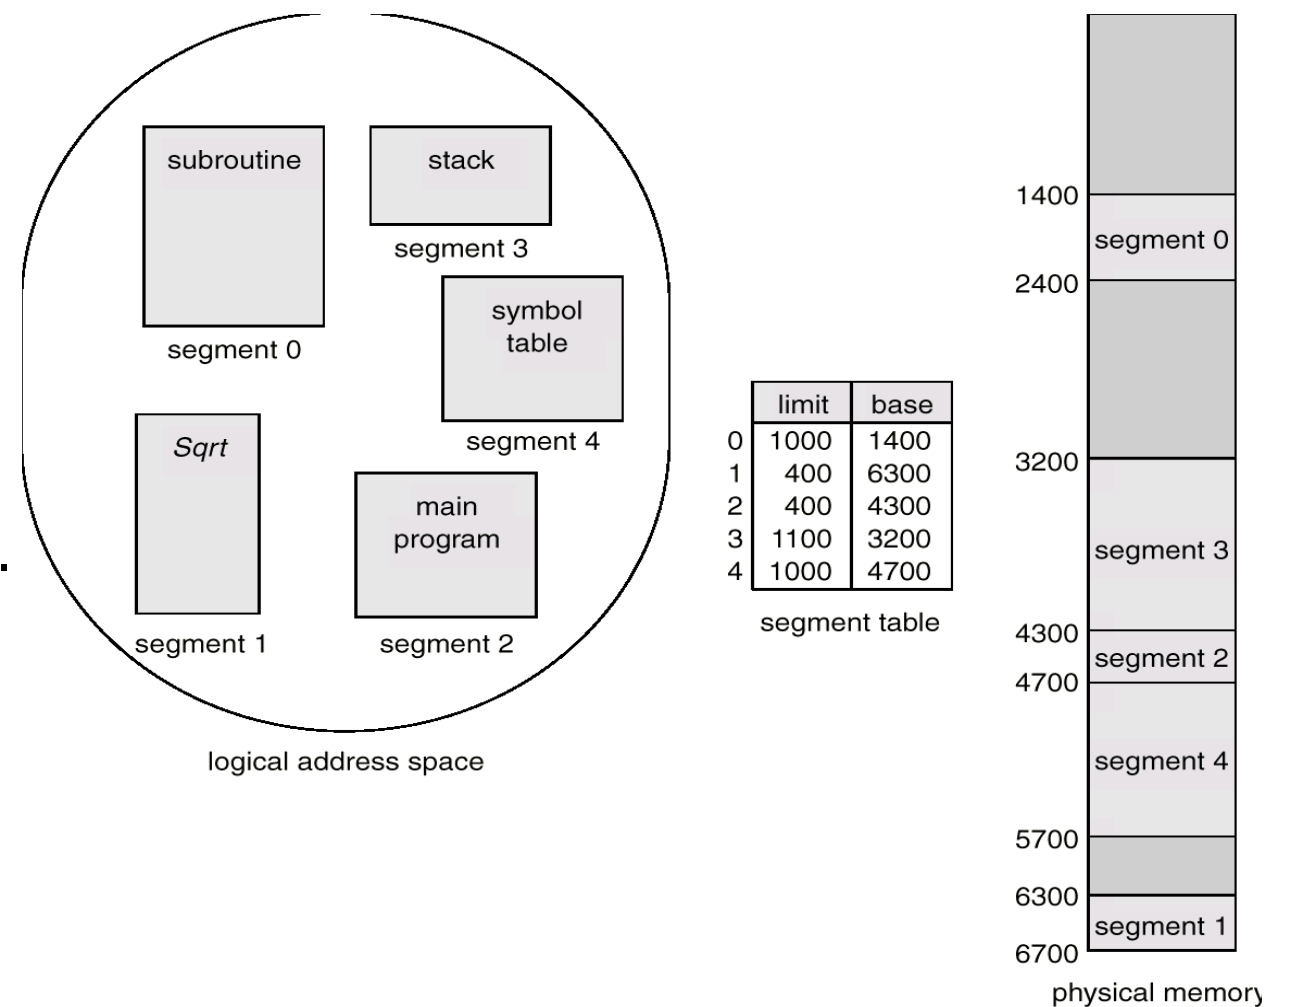 subroutine
segment 0
stack
segment 3
symbol
table
segment 4
Sqrt
segment 1
main
program
segment 2
logical address space
limit base
0 1000 1400
1 400 6300
2 400 4300
3 1100 3200
4 1000 4700
segment table
1400
segment 0
2400
3200
segment 3
4300
segment 2
4700
segment 4
5700
6300
segment 1
6700
physical memory